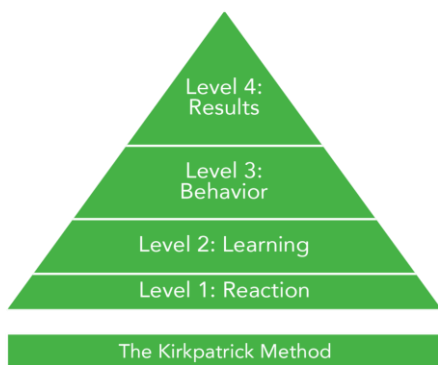 Level 4:
Results
Level 3:
Behavior
Level 2: Learning
Level 1: Reaction
The Kirkpatrick Method